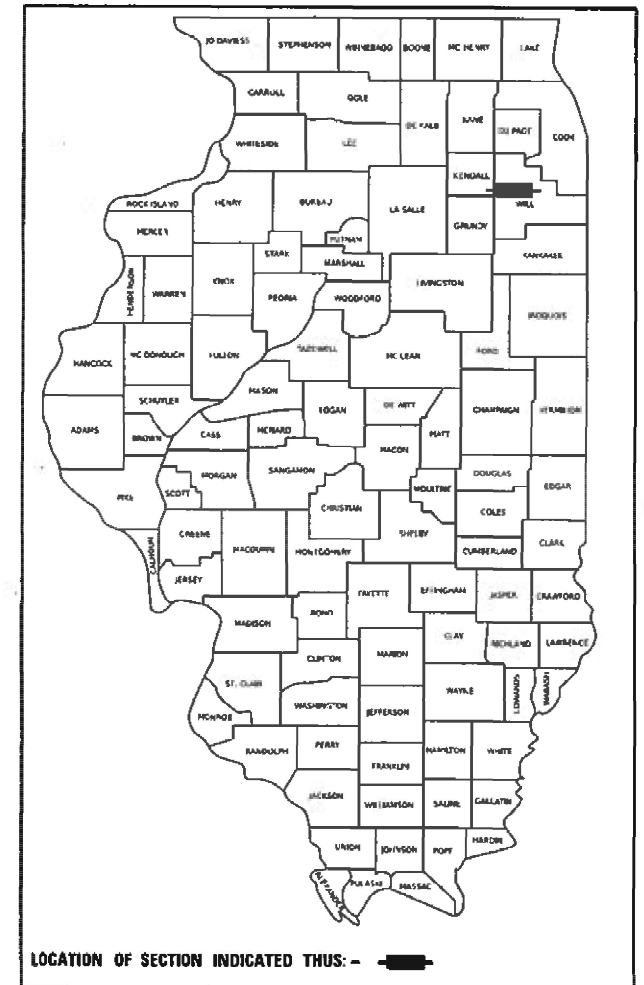 JO DAVIESS STEPHENSON WINNEBAGO BOONE MC HENRY LAKE
CARROLL OGLE DE KALB KANE DU PAGE COOK
WHITESIDE LEE
KENDALL
ROCK ISLAND HENRY BUREAU LA SALLE GRUNDY WILL
MERCER PUTNAM
STARK MARSHALL KANKAKEE
HENDERSON WARREN KNOX PEORIA WOODFORD LIVINGSTON
IROQUOIS
HANCOCK MC DONOUGH FULTON TAZEWELL MC LEAN FORD
SCHUYLER MASON
ADAMS BROWN CASS MENARD LOGAN DE WITT PIATT CHAMPAIGN VERMILION
MACON
PIKE SCOTT MORGAN SANGAMON CHRISTIAN MOULTRIE DOUGLAS EDGAR
COLES
CALHOUN GREENE MACOUPIN MONTGOMERY SHELBY CUMBERLAND CLARK
JERSEY
MADISON BOND FAYETTE EFFINGHAM JASPER CRAWFORD
CLINTON MARION CLAY RICHLAND LAWRENCE
ST. CLAIR WASHINGTON JEFFERSON WAYNE EDWARDS WABASH
MONROE
RANDOLPH PERRY FRANKLIN HAMILTON WHITE
JACKSON WILLIAMSON SALINE GALLATIN
UNION JOHNSON POPE HARDIN
ALEXANDER PULASKI MASSAC
LOCATION OF SECTION INDICATED THUS: -